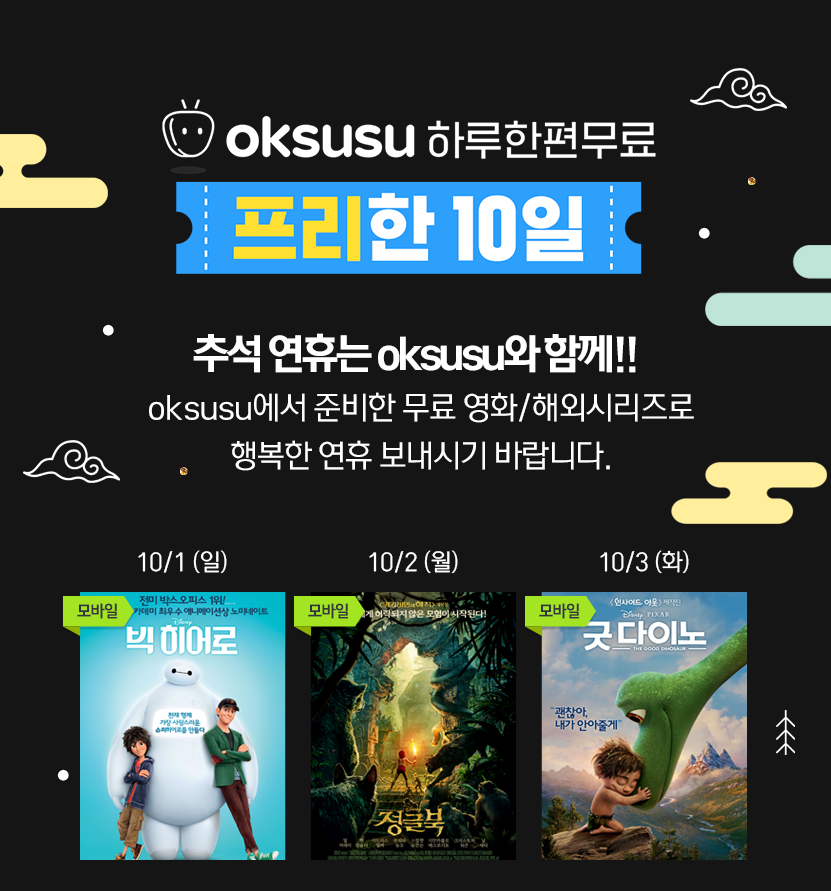 oksusu 하루한편무료
프리한 10일
추석 연휴는 oksusu와 함께!!
oksusu에서 준비한 무료 영화/해외시리즈로
행복한 연휴 보내시기 바랍니다.
10/1 (일)
10/2 (월)
10/3 (화)
모바일
전미 박스 오피스 1위!
카데미 최우수 애니메이션상 노미네이트
Disney
빅 히어로
천재 형제
가장 사랑스러운
슈퍼히어로를 만들다
모바일
허락되지 않은 모험이 시작된다!
정글북
모바일
<인사이드 아웃> 제작진
Disney PIXAR
굿 다이노
THE GOOD DINOSAUR
"괜찮아,
내가 안아줄게"